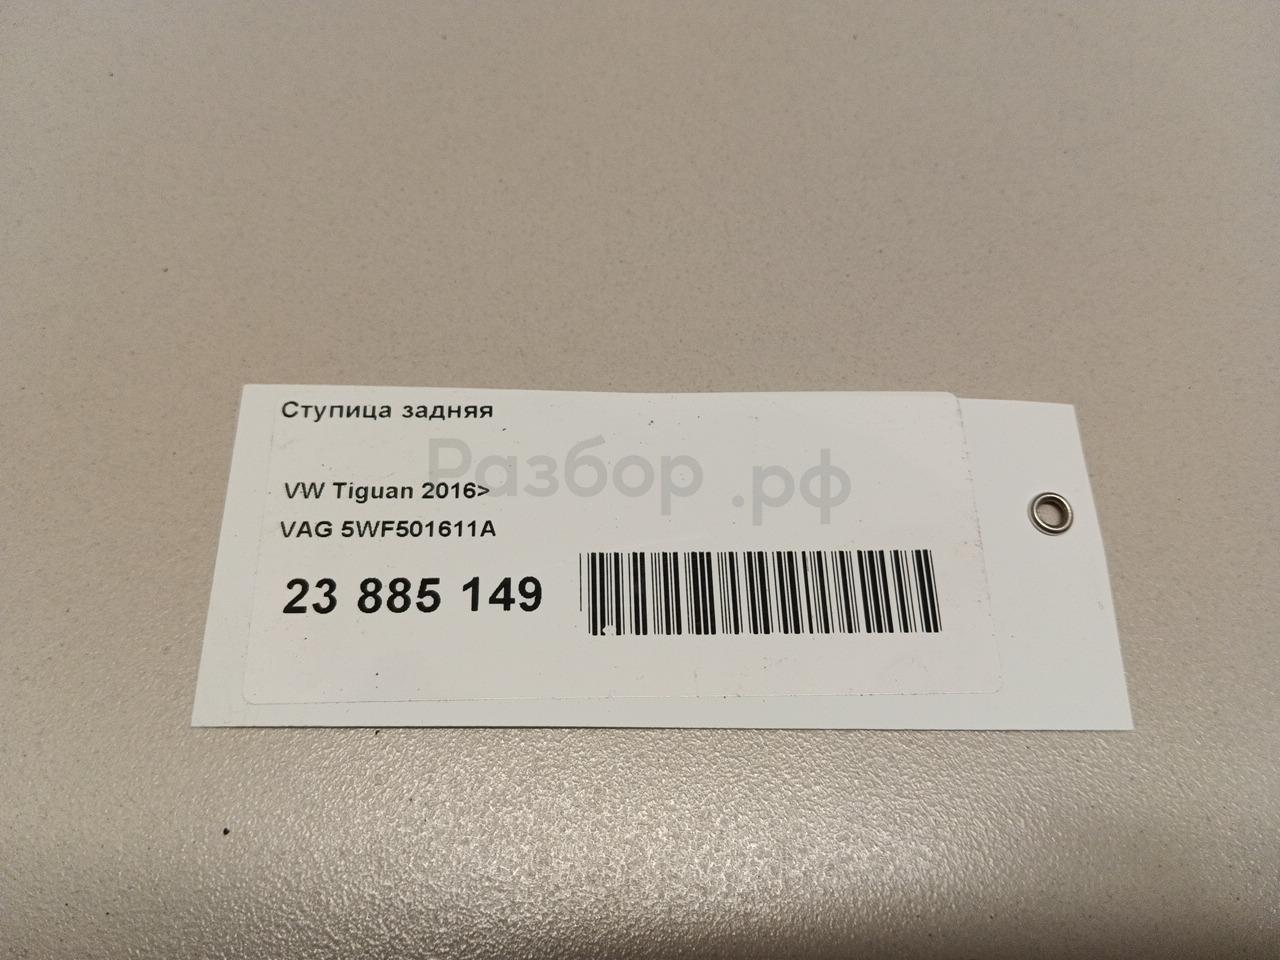 Ступица задняя
Разбор.рф
VW Tiguan 2016>
VAG 5WF501611A
23 885 149